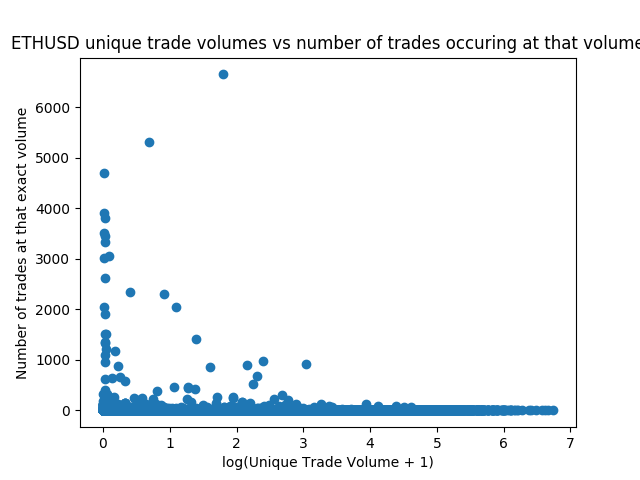 ETHUSD unique trade volumes vs number of trades occuring at that volume
Number of trades at that exact volume
6000
5000
4000
3000
2000
1000
0
0 1 2 3 4 5 6 7
log(Unique Trade Volume + 1)